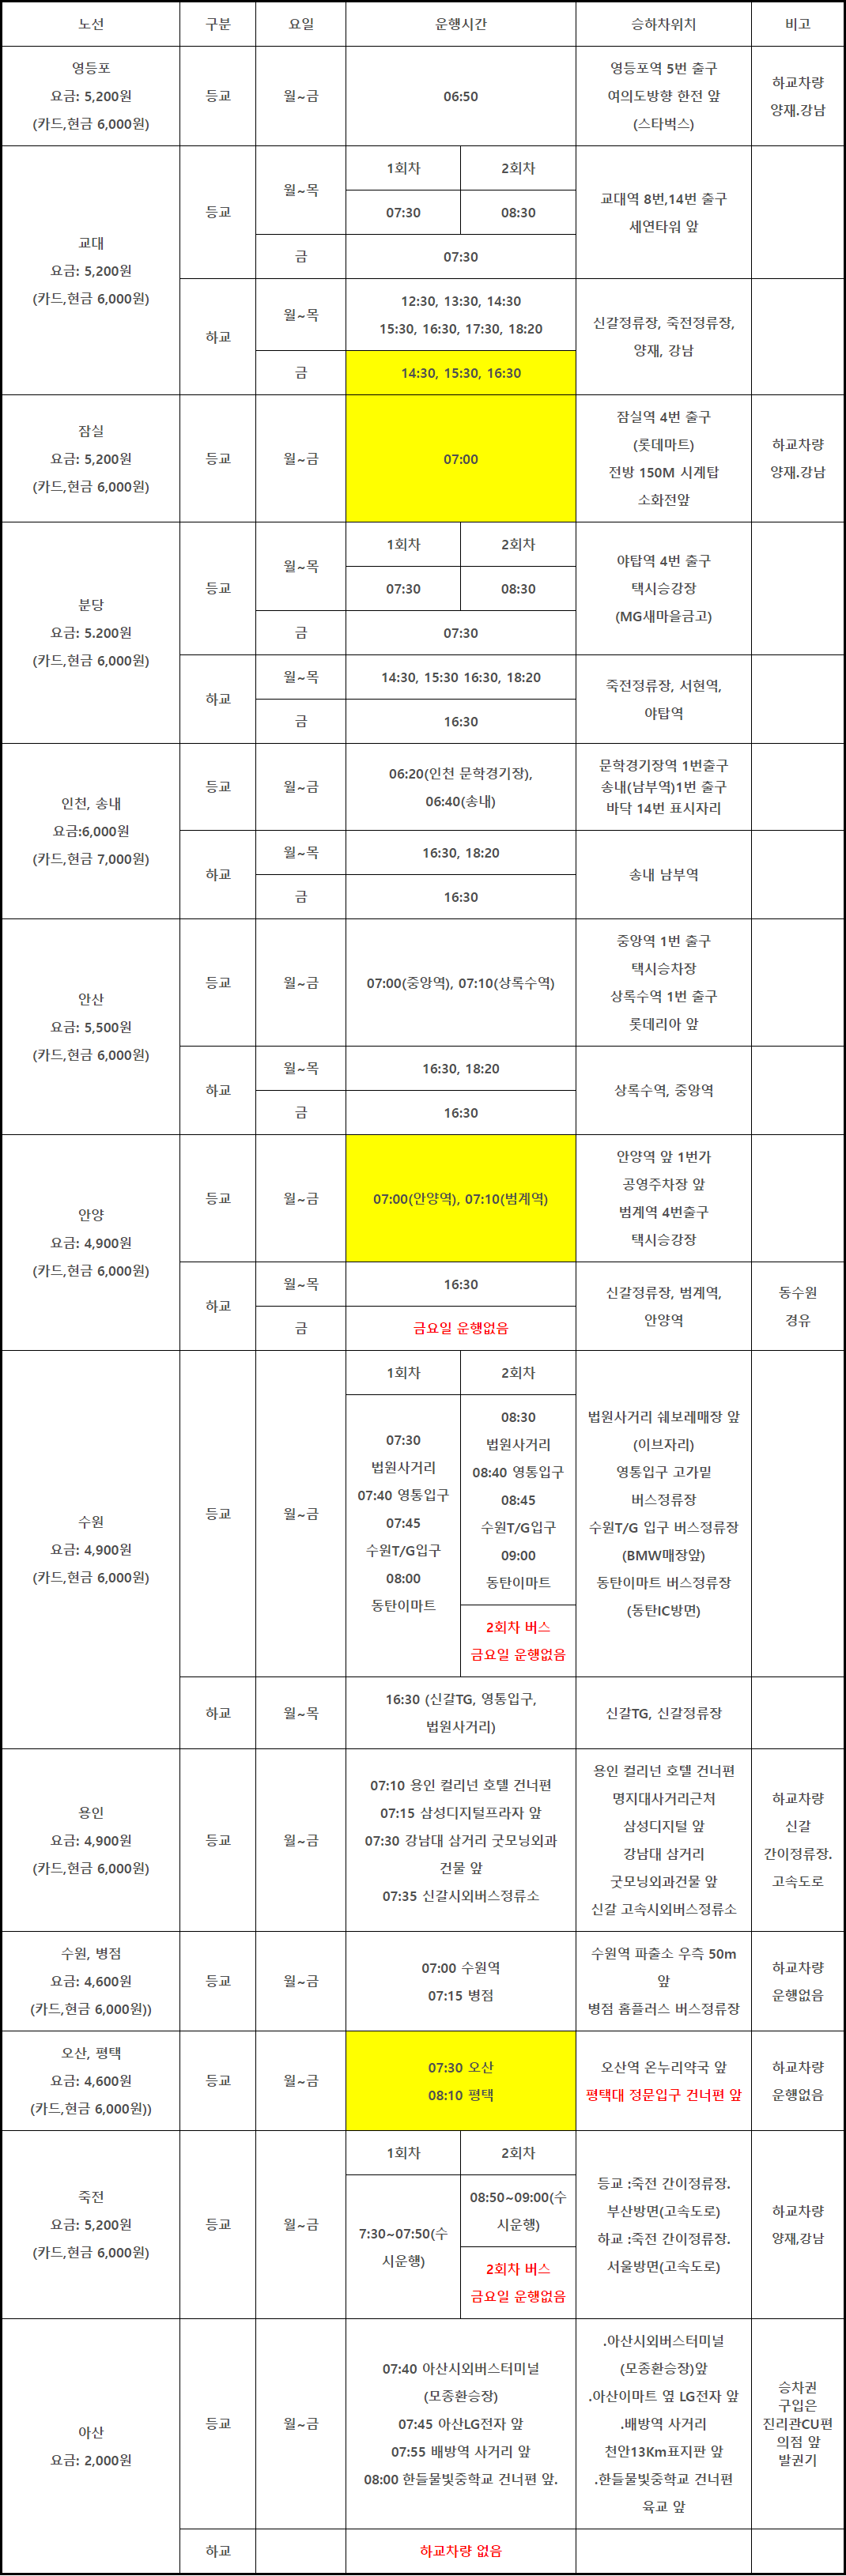 노선 구분 요일 운행시간 승하차위치 비고
영등포
요금: 5,200원
(카드,현금 6,000원)
등교
월~금
06:50
영등포역 5번 출구
여의도방향 한전 앞
(스타벅스)
하교차량
양재.강남
교대
요금: 5,200원
(카드,현금 6,000원)
등교
월~목
1회차 2회차
07:30 08:30
금
07:30
교대역 8번,14번 출구
세연타워 앞
하교
월~목
12:30, 13:30, 14:30
15:30, 16:30, 17:30, 18:20
금
14:30, 15:30, 16:30
신갈정류장, 죽전정류장,
양재, 강남
잠실
요금: 5,200원
(카드,현금 6,000원)
등교
월~금
07:00
잠실역 4번 출구
(롯데마트)
전방 150M 시계탑
소화전앞
하교차량
양재.강남
분당
요금: 5.200원
(카드,현금 6,000원)
등교
월~목
1회차 2회차
07:30 08:30
금
07:30
야탑역 4번 출구
택시승강장
(MG새마을금고)
하교
월~목
14:30, 15:30 16:30, 18:20
금
16:30
죽전정류장, 서현역,
야탑역
인천, 송내
요금:6,000원
(카드,현금 7,000원)
등교
월~금
06:20(인천 문학경기장),
06:40(송내)
문학경기장역 1번출구
송내(남부역)1번 출구
바닥 14번 표시자리
하교
월~목
16:30, 18:20
금
16:30
송내 남부역
안산
요금: 5,500원
(카드,현금 6,000원)
등교
월~금
07:00(중앙역), 07:10(상록수역)
중앙역 1번 출구
택시승차장
상록수역 1번 출구
롯데리아 앞
하교
월~목
16:30, 18:20
금
16:30
상록수역, 중앙역
안양
요금: 4,900원
(카드,현금 6,000원)
등교
월~금
07:00(안양역), 07:10(범계역)
안양역 앞 1번가
공영주차장 앞
범계역 4번출구
택시승강장
하교
월~목
16:30
금
금요일 운행없음
신갈정류장, 범계역,
안양역
동수원
경유
수원
요금: 4,900원
(카드,현금 6,000원)
등교
월~금
1회차 2회차
07:30
법원사거리
07:40 영통입구
07:45
수원T/G입구
08:00
동탄이마트
08:30
법원사거리
08:40 영통입구
08:45
수원T/G입구
09:00
동탄이마트
2회차 버스
금요일 운행없음
법원사거리 쉐보레매장 앞
(이브자리)
영통입구 고가밑
버스정류장
수원T/G 입구 버스정류장
(BMW매장앞)
동탄이마트 버스정류장
(동탄IC방면)
하교
월~목
16:30 (신갈TG, 영통입구,
법원사거리)
신갈TG, 신갈정류장
용인
요금: 4,900원
(카드,현금 6,000원)
등교
월~금
07:10 용인 컬리넌 호텔 건너편
07:15 삼성디지털프라자 앞
07:30 강남대 삼거리 굿모닝외과
건물 앞
07:35 신갈시외버스정류소
용인 컬리넌 호텔 건너편
명지대사거리근처
삼성디지털 앞
강남대 삼거리
굿모닝외과건물 앞
신갈 고속시외버스정류소
하교차량
신갈
간이정류장.
고속도로
수원, 병점
요금: 4,600원
(카드,현금 6,000원))
등교
월~금
07:00 수원역
07:15 병점
수원역 파출소 우측 50m
앞
병점 홈플러스 버스정류장
하교차량
운행없음
오산, 평택
요금: 4,600원
(카드,현금 6,000원))
등교
월~금
07:30 오산
08:10 평택
오산역 온누리약국 앞
평택대 정문입구 건너편 앞
하교차량
운행없음
죽전
요금: 5,200원
(카드,현금 6,000원)
등교
월~금
1회차 2회차
7:30~07:50(수
시운행)
08:50~09:00(수
시운행)
2회차 버스
금요일 운행없음
등교 :죽전 간이정류장.
부산방면(고속도로)
하교 :죽전 간이정류장.
서울방면(고속도로)
하교차량
양재,강남
아산
요금: 2,000원
등교
월~금
07:40 아산시외버스터미널
(모종환승장)
07:45 아산LG전자 앞
07:55 배방역 사거리 앞
08:00 한들물빛중학교 건너편 앞.
.아산시외버스터미널
(모종환승장)앞
.아산이마트 옆 LG전자 앞
.배방역 사거리
천안13Km표지판 앞
.한들물빛중학교 건너편
육교 앞
승차권
구입은
진리관CU편
의점 앞
발권기
하교
하교차량 없음